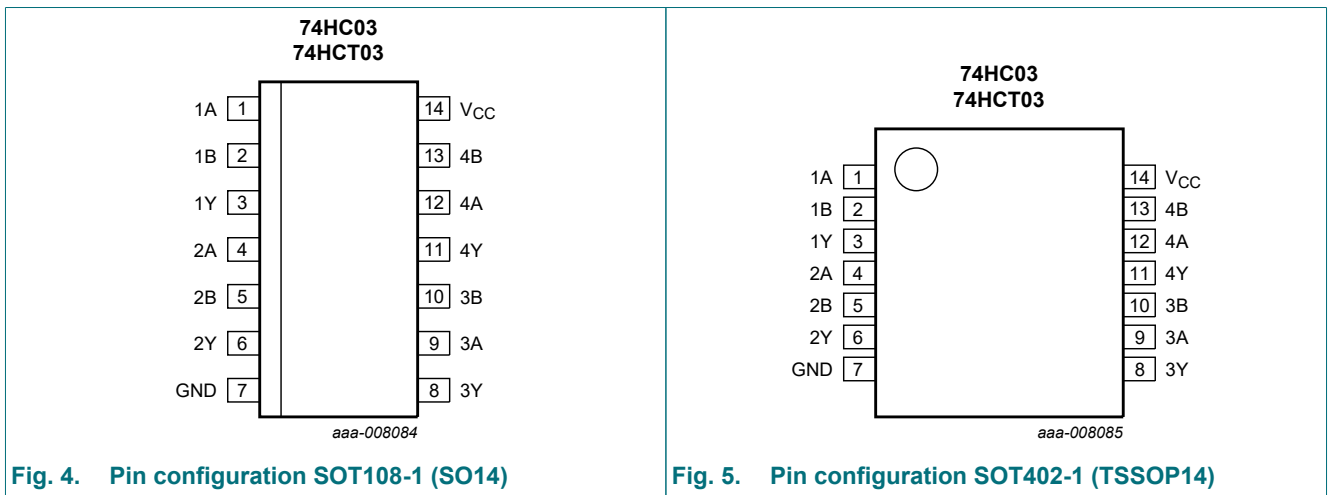 74HC03
74HCT03
1A 1 14 VCC
1B 2 13 4B
1Y 3 12 4A
2A 4 11 4Y
2B 5 10 3B
2Y 6 9 3A
GND 7 8 3Y
aaa-008084
Fig. 4. Pin configuration SOT108-1 (SO14)
74HC03
74HCT03
1A 1 14 VCC
1B 2 13 4B
1Y 3 12 4A
2A 4 11 4Y
2B 5 10 3B
2Y 6 9 3A
GND 7 8 3Y
aaa-008085
Fig. 5. Pin configuration SOT402-1 (TSSOP14)